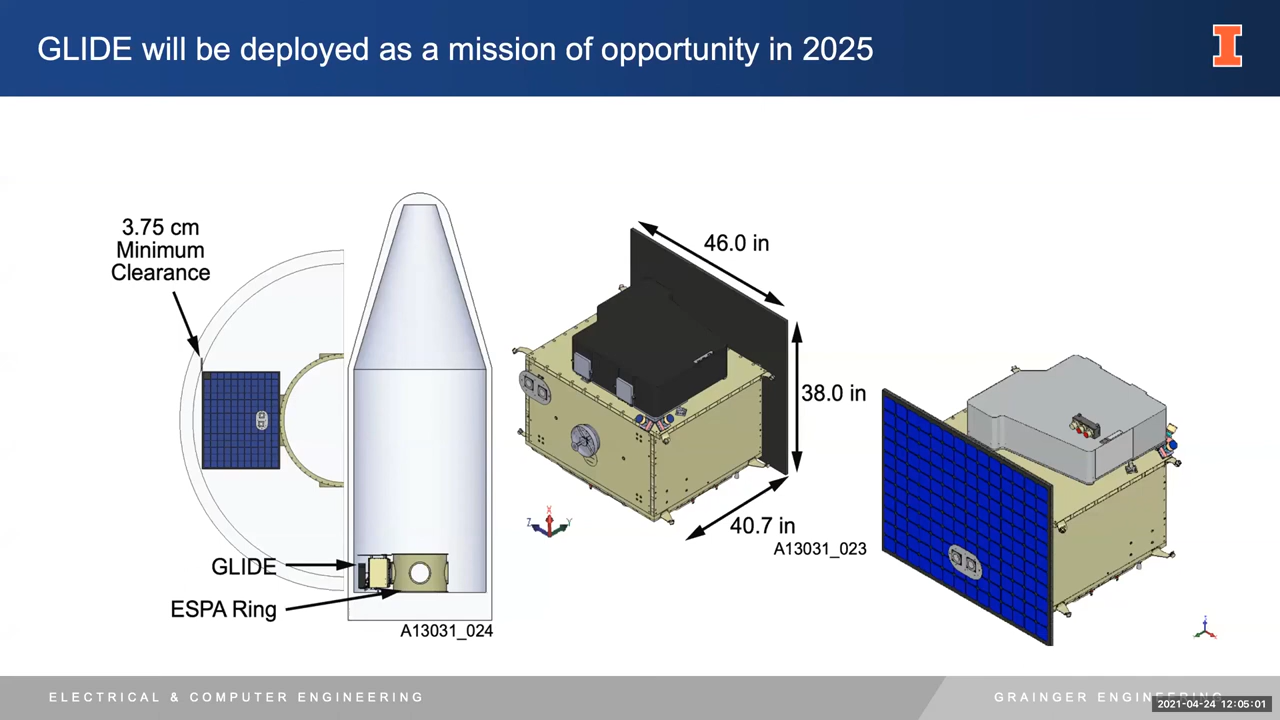 GLIDE will be deployed as a mission of opportunity in 2025
I
3.75 cm
Minimum
Clearance
GLIDE
ESPA Ring
A13031_024
46.0 in
38.0 in
40.7 in
A13031_023
X
Z
Y
ELECTRICAL & COMPUTER ENGINEERING
GRAINGER ENGINEERING
2021-04-24 12:05:01